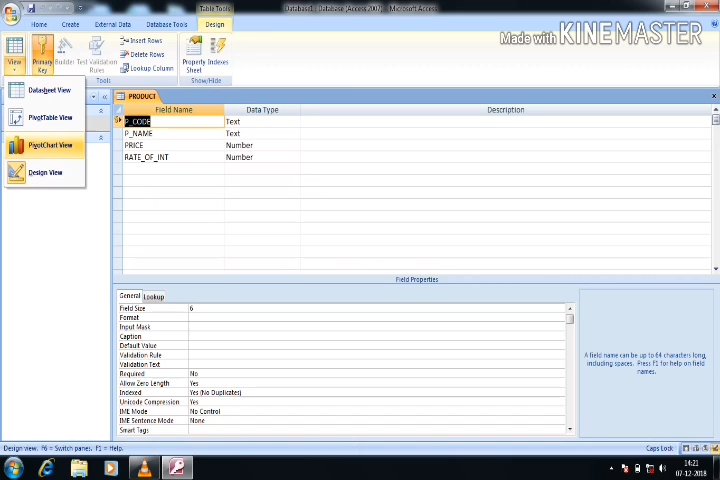 Table Tools
Database1 : Database (Access 2007) - Microsoft Access
Home
Create
External Data
Database Tools
Design
Made with KINEMASTER
View
Primary
Key
Builder
Test Validation
Rules
Insert Rows
Delete Rows
Lookup Column
Property
Sheet
Indexes
Tools
Show/Hide
Datasheet View
PivotTable View
PivotChart View
Design View
PRODUCT
Field Name
Data Type
Description
P_CODE
Text
P_NAME
Text
PRICE
Number
RATE_OF_INT
Number
Field Properties
General
Lookup
Field Size
6
Format
Input Mask
Caption
Default Value
Validation Rule
Validation Text
Required
No
Allow Zero Length
Yes
Indexed
Yes (No Duplicates)
Unicode Compression
Yes
IME Mode
No Control
IME Sentence Mode
None
Smart Tags
A field name can be up to 64 characters long,
including spaces. Press F1 for help on field
names.
Design view. F6 = Switch panes. F1 = Help.
Caps Lock
14:21
07-12-2018